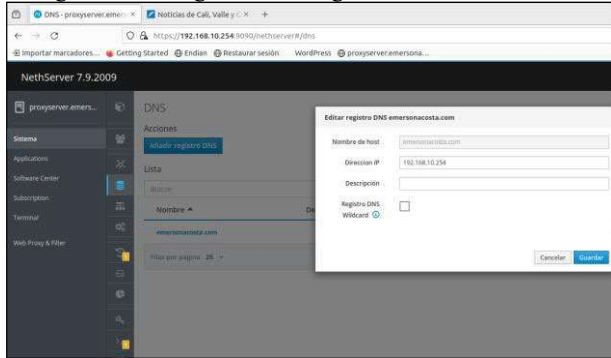 DNS - proxyserver.emers
Noticias de Cali, Valle y C
https://192.168.10.254:9090/nethserver#/dns
Importar marcadores...
Getting Started
Endian
Restaurar sesión
WordPress
proxyserver.emersona...
NethServer 7.9.2009
proxyserver.emers...
Sistema
Applications
Software Center
Subscription
Terminal
Web Proxy & Filter
DNS
Acciones
Añadir registro DNS
Lista
Buscar
Nombre
De
emersonacosta.com
Filas por página 25
Editar registro DNS emersonacosta.com
Nombre de host
emersonacosta.com
Direccion IP
192.168.10.254
Descripción
Registro DNS
Wildcard
Cancelar
Guardar